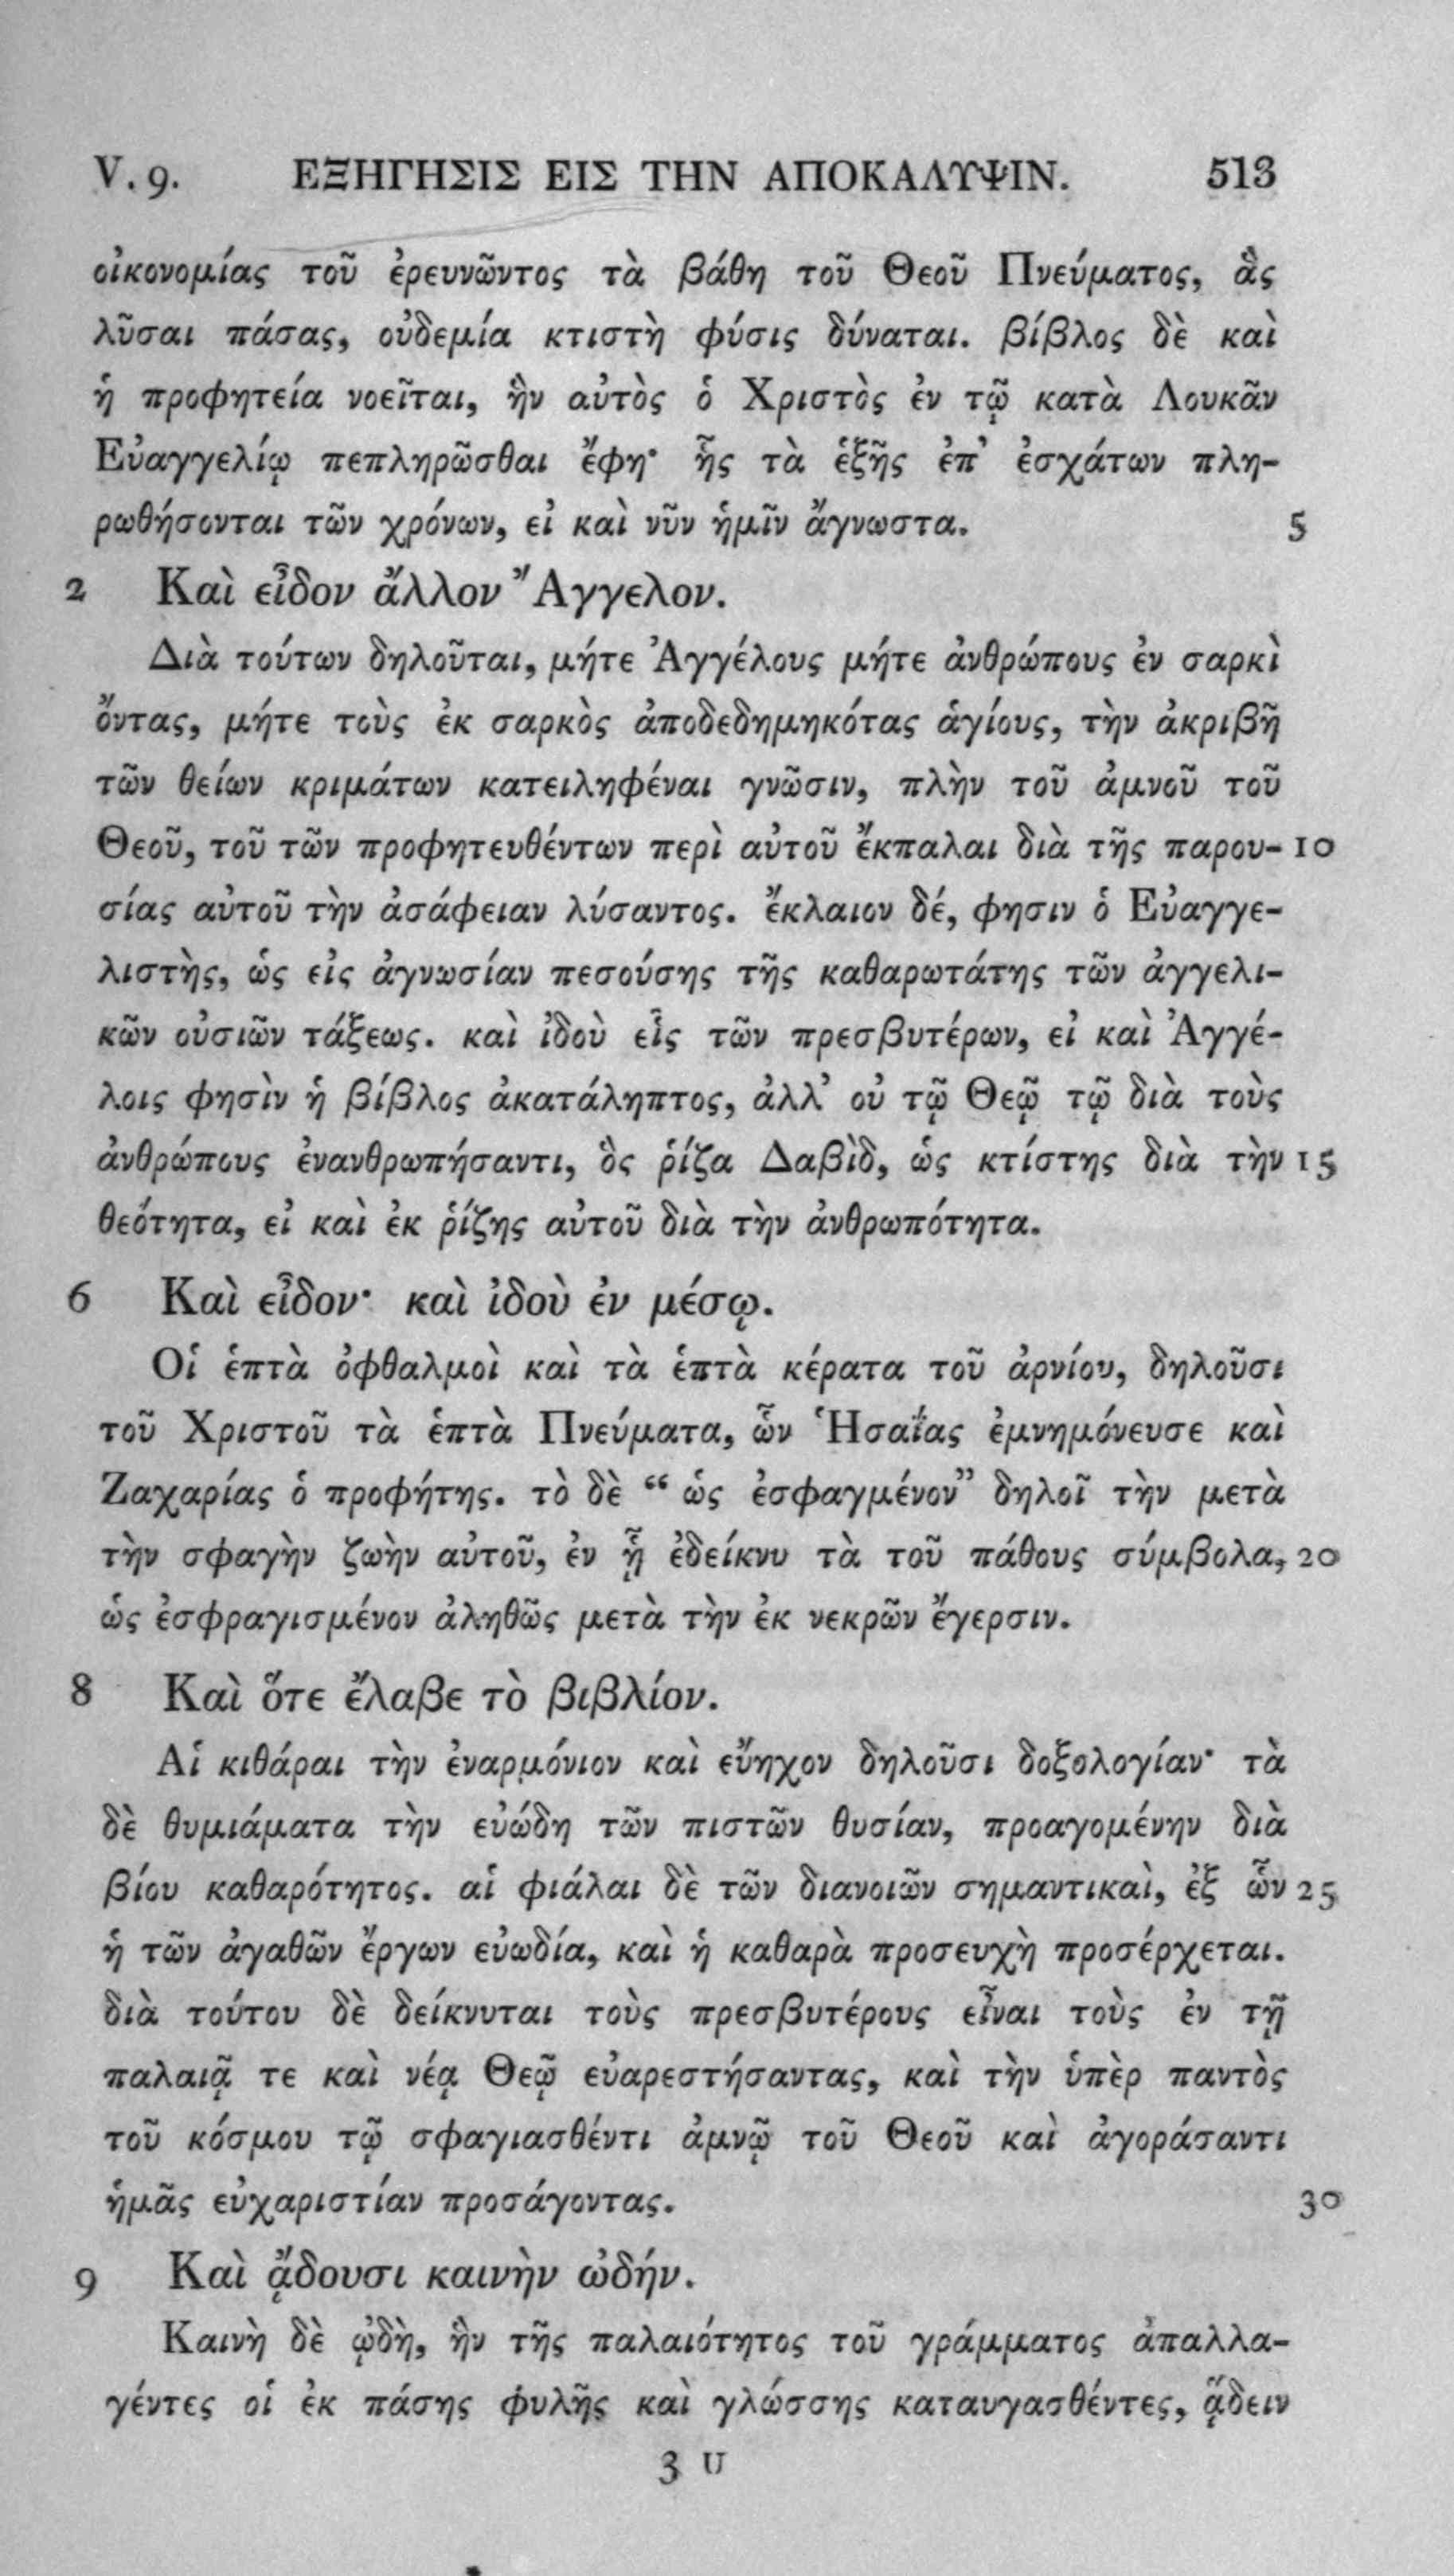 V. 9. ΕΞΗΓΗΣΙΣ ΕΙΣ ΤΗΝ ΑΠΟΚΑΛΥΨΙΝ. 513
οἰκονομίας τοῦ ἐρευνῶντος τὰ βάθη τοῦ Θεοῦ Πνεύματος, ἃς
λῦσαι πάσας, οὐδεμία κτιστὴ φύσις δύναται. βίβλος δὲ καὶ
ἡ προφητεία νοεῖται, ἣν αὐτὸς ὁ Χριστὸς ἐν τῷ κατὰ Λουκᾶν
Εὐαγγελίῳ πεπληρῶσθαι ἔφη· ἧς τὰ ἑξῆς ἐπ’ ἐσχάτων πλη-
ρωθήσονται τῶν χρόνων, εἰ καὶ νῦν ἡμῖν ἄγνωστα. 5
2 Καὶ εἶδον ἄλλον Ἄγγελον.
Διὰ τούτων δηλοῦται, μήτε Ἀγγέλους μήτε ἀνθρώπους ἐν σαρκὶ
ὄντας, μήτε τοὺς ἐκ σαρκὸς ἀποδεδημηκότας ἁγίους, τὴν ἀκριβῆ
τῶν θείων κριμάτων κατειληφέναι γνῶσιν, πλὴν τοῦ ἀμνοῦ τοῦ
Θεοῦ, τοῦ τῶν προφητευθέντων περὶ αὐτοῦ ἔκπαλαι διὰ τῆς παρου- 10
σίας αὐτοῦ τὴν ἀσάφειαν λύσαντος. ἔκλαιον δέ, φησιν ὁ Εὐαγγε-
λιστὴς, ὡς εἰς ἀγνωσίαν πεσούσης τῆς καθαρωτάτης τῶν ἀγγελι-
κῶν οὐσιῶν τάξεως. καὶ ἰδοὺ εἷς τῶν πρεσβυτέρων, εἰ καὶ Ἀγγέ-
λοις φησὶν ἡ βίβλος ἀκατάληπτος, ἀλλ’ οὐ τῷ Θεῷ τῷ διὰ τοὺς
ἀνθρώπους ἐνανθρωπήσαντι, ὃς ῥίζα Δαβὶδ, ὡς κτίστης διὰ τὴν 15
θεότητα, εἰ καὶ ἐκ ῥίζης αὐτοῦ διὰ τὴν ἀνθρωπότητα.
6 Καὶ εἶδον· καὶ ἰδοὺ ἐν μέσῳ.
Οἱ ἑπτὰ ὀφθαλμοὶ καὶ τὰ ἑπτὰ κέρατα τοῦ ἀρνίου, δηλοῦσι
τοῦ Χριστοῦ τὰ ἑπτὰ Πνεύματα, ὧν Ἡσαΐας ἐμνημόνευσε καὶ
Ζαχαρίας ὁ προφήτης. τὸ δὲ “ ὡς ἐσφαγμένον” δηλοῖ τὴν μετὰ
τὴν σφαγὴν ζωὴν αὐτοῦ, ἐν ᾗ ἐδείκνυ τὰ τοῦ πάθους σύμβολα, 20
ὡς ἐσφραγισμένον ἀληθῶς μετὰ τὴν ἐκ νεκρῶν ἔγερσιν.
8 Καὶ ὅτε ἔλαβε τὸ βιβλίον.
Αἱ κιθάραι τὴν ἐναρμόνιον καὶ εὔηχον δηλοῦσι δοξολογίαν· τὰ
δὲ θυμιάματα τὴν εὐώδη τῶν πιστῶν θυσίαν, προαγομένην διὰ
βίου καθαρότητος. αἱ φιάλαι δὲ τῶν διανοιῶν σημαντικαὶ, ἐξ ὧν 25
ἡ τῶν ἀγαθῶν ἔργων εὐωδία, καὶ ἡ καθαρὰ προσευχὴ προσέρχεται.
διὰ τούτου δὲ δείκνυται τοὺς πρεσβυτέρους εἶναι τοὺς ἐν τῇ
παλαιᾷ τε καὶ νέᾳ Θεῷ εὐαρεστήσαντας, καὶ τὴν ὑπὲρ παντὸς
τοῦ κόσμου τῷ σφαγιασθέντι ἀμνῷ τοῦ Θεοῦ καὶ ἀγοράσαντι
ἡμᾶς εὐχαριστίαν προσάγοντας. 30
9 Καὶ ᾄδουσι καινὴν ὠδήν.
Καινὴ δὲ ᾠδὴ, ἣν τῆς παλαιότητος τοῦ γράμματος ἀπαλλα-
γέντες οἱ ἐκ πάσης φυλῆς καὶ γλώσσης καταυγασθέντες, ᾄδειν
3 U